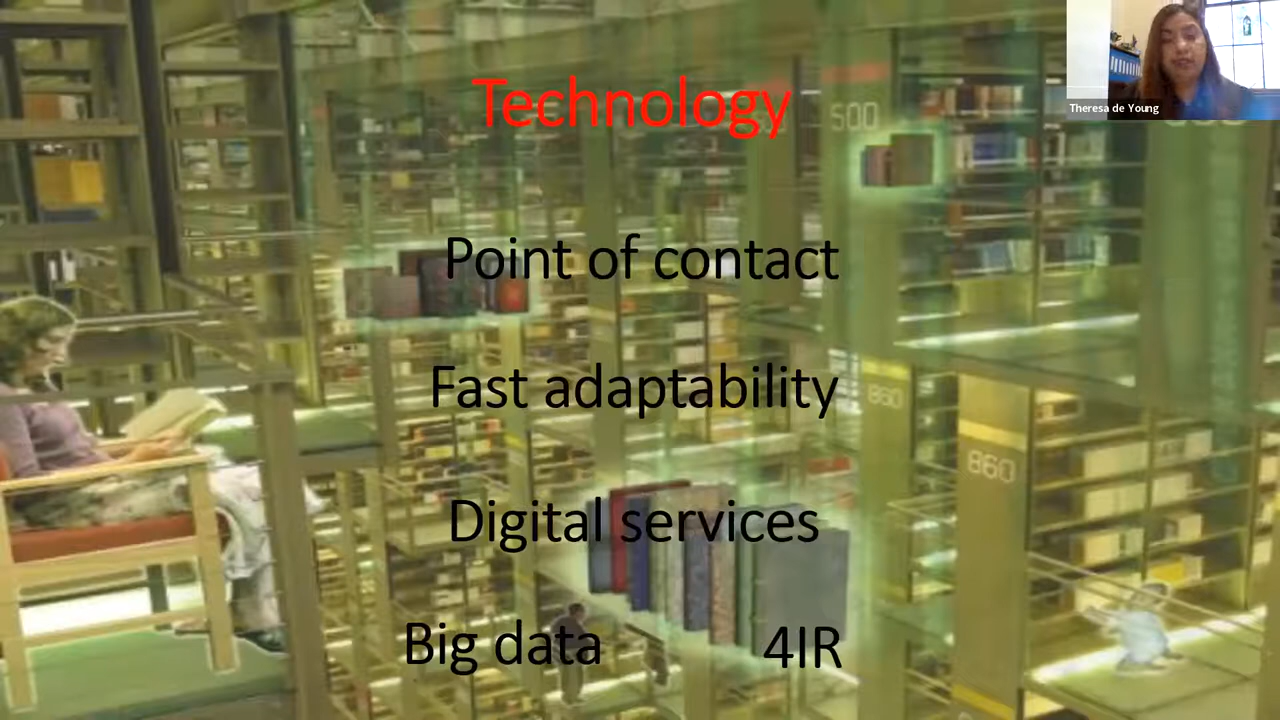 Technology
Theresa de Young
500
Point of contact
Fast adaptability
860
860
Digital services
Big data 4IR